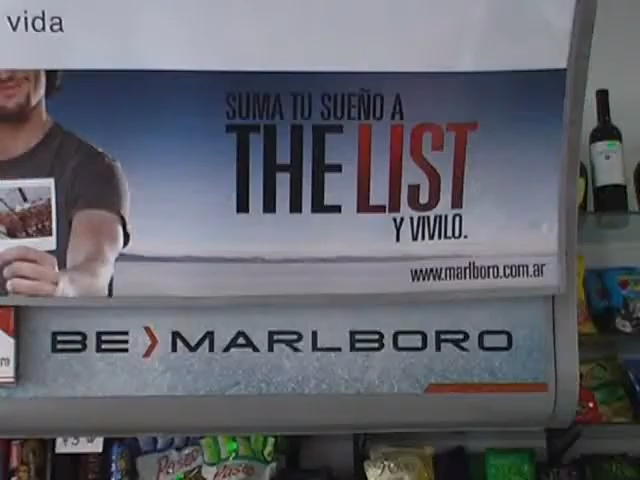 vida
SUMA TU SUEÑO A
THE LIST
Y VIVILO.
www.marlboro.com.ar
BE > MARLBORO